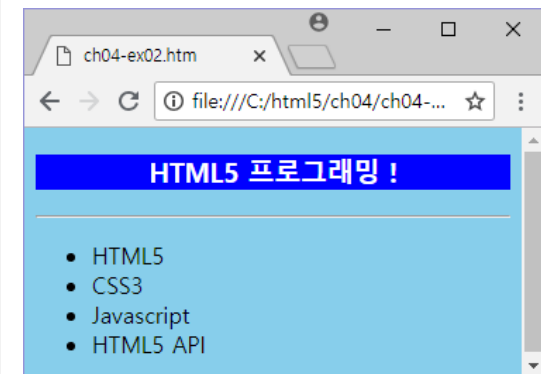 ch04-ex02.htm
file:///C:/html5/ch04/ch04-...
HTML5 프로그래밍 !
HTML5
CSS3
Javascript
HTML5 API